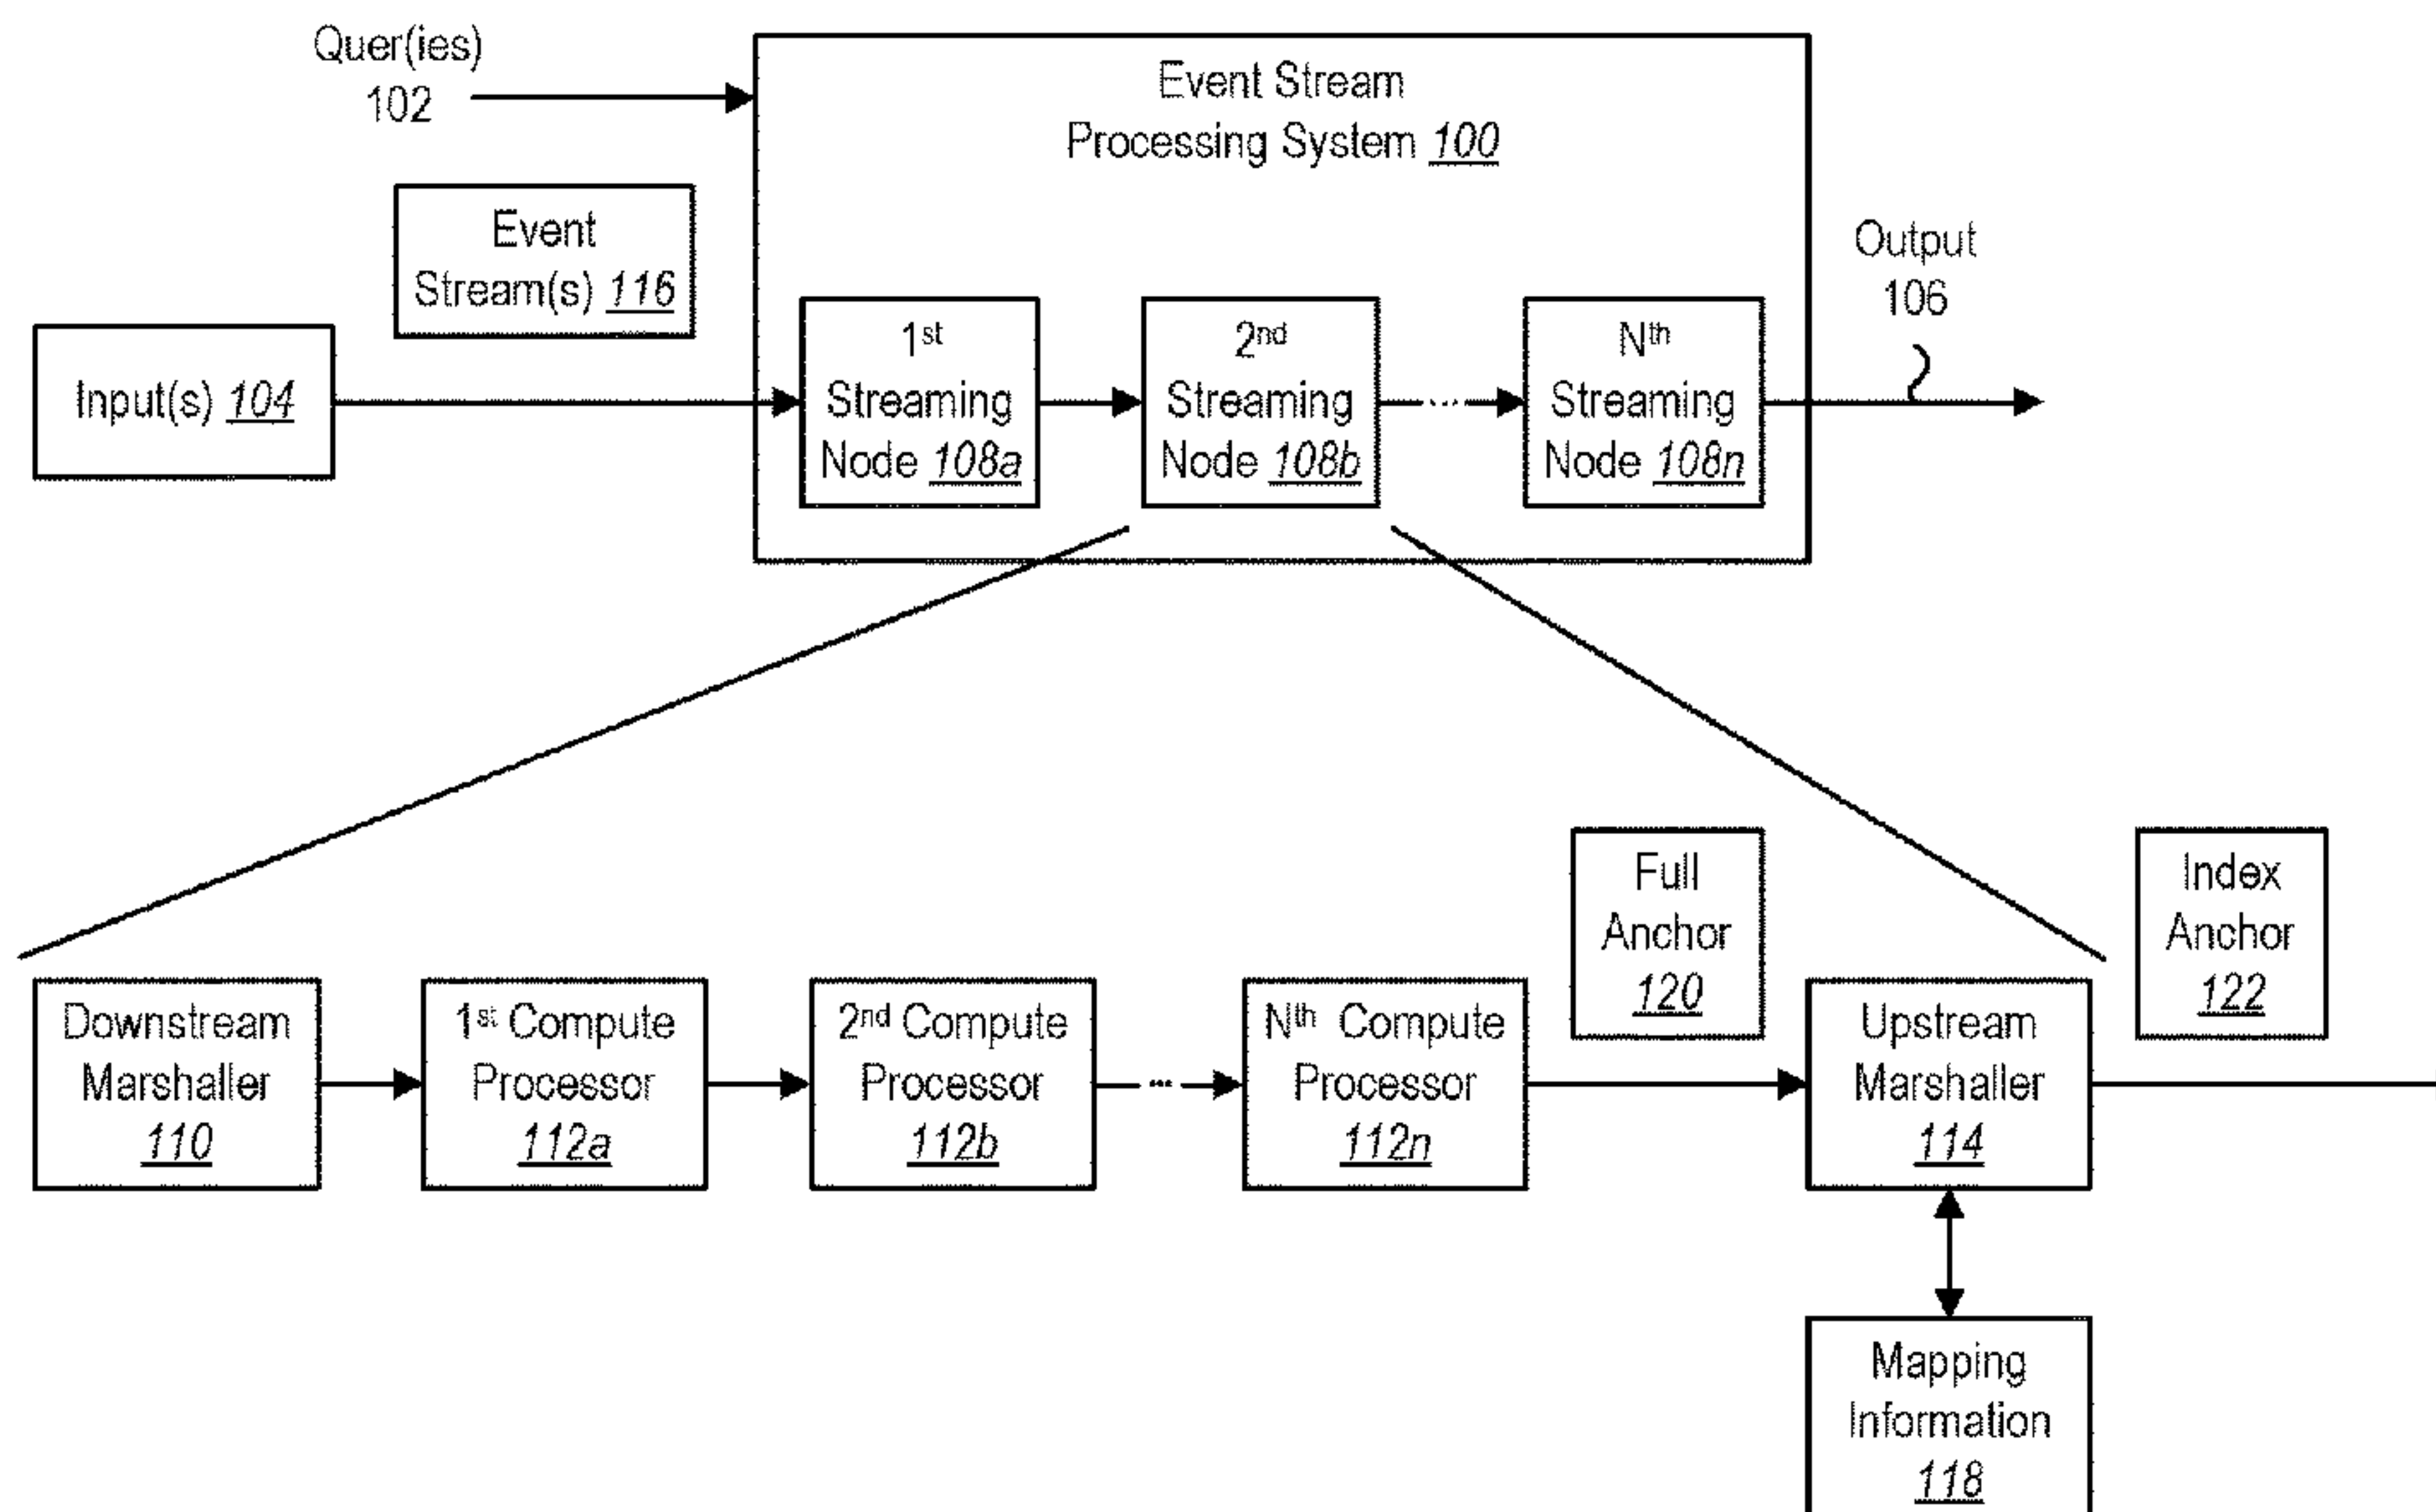 Quer(ies)
102
Event Stream
Processing System 100
Event
Stream(s) 116
Output
106
Input(s) 104
1st
Streaming
Node 108a
2nd
Streaming
Node 108b
...
Nth
Streaming
Node 108n
Full
Anchor
120
Index
Anchor
122
Downstream
Marshaller
110
1st Compute
Processor
112a
2nd Compute
Processor
112b
...
Nth Compute
Processor
112n
Upstream
Marshaller
114
Mapping
Information
118